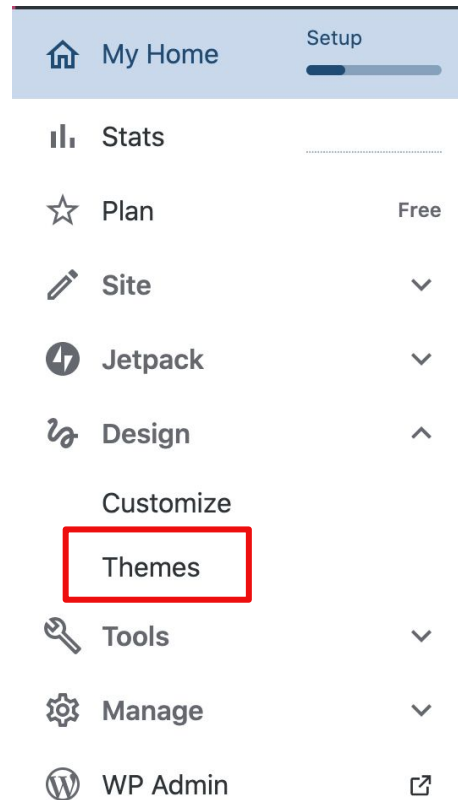 My Home
Setup
Stats
Plan
Free
Site
Jetpack
Design
Customize
Themes
Tools
Manage
WP Admin